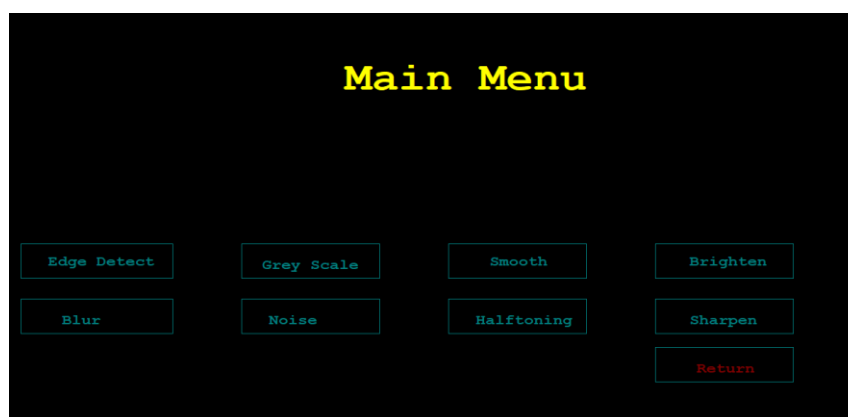 Main Menu
Edge Detect Grey Scale Smooth Brighten
Blur Noise Halftoning Sharpen
Return